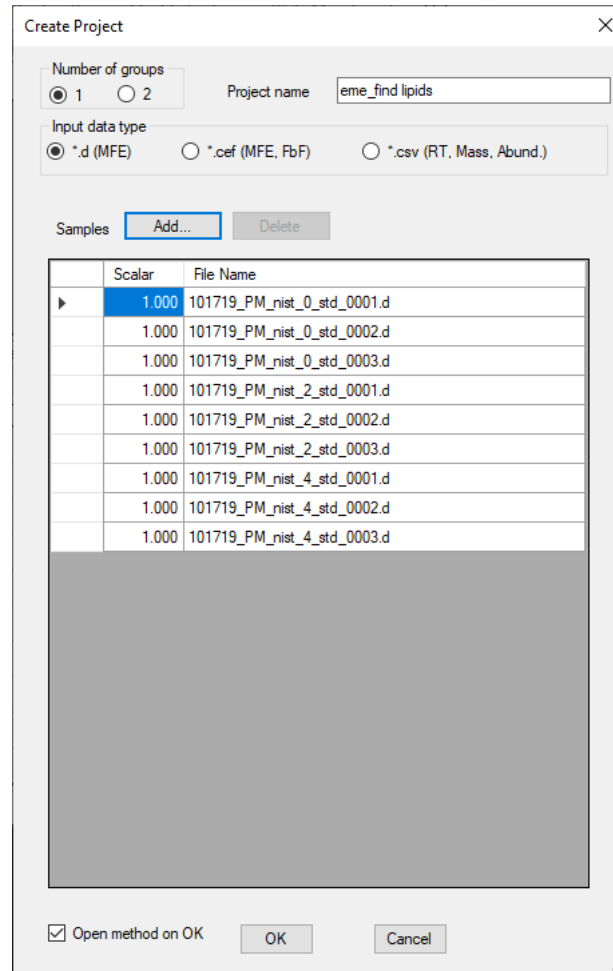 Create Project
Number of groups
1 2 Project name eme_find lipids
Input data type
*.d (MFE) *.cef (MFE, FbF) *.csv (RT, Mass, Abund.)
Samples Add... Delete
Scalar File Name
1.000 101719_PM_nist_0_std_0001.d
1.000 101719_PM_nist_0_std_0002.d
1.000 101719_PM_nist_0_std_0003.d
1.000 101719_PM_nist_2_std_0001.d
1.000 101719_PM_nist_2_std_0002.d
1.000 101719_PM_nist_2_std_0003.d
1.000 101719_PM_nist_4_std_0001.d
1.000 101719_PM_nist_4_std_0002.d
1.000 101719_PM_nist_4_std_0003.d
Open method on OK OK Cancel